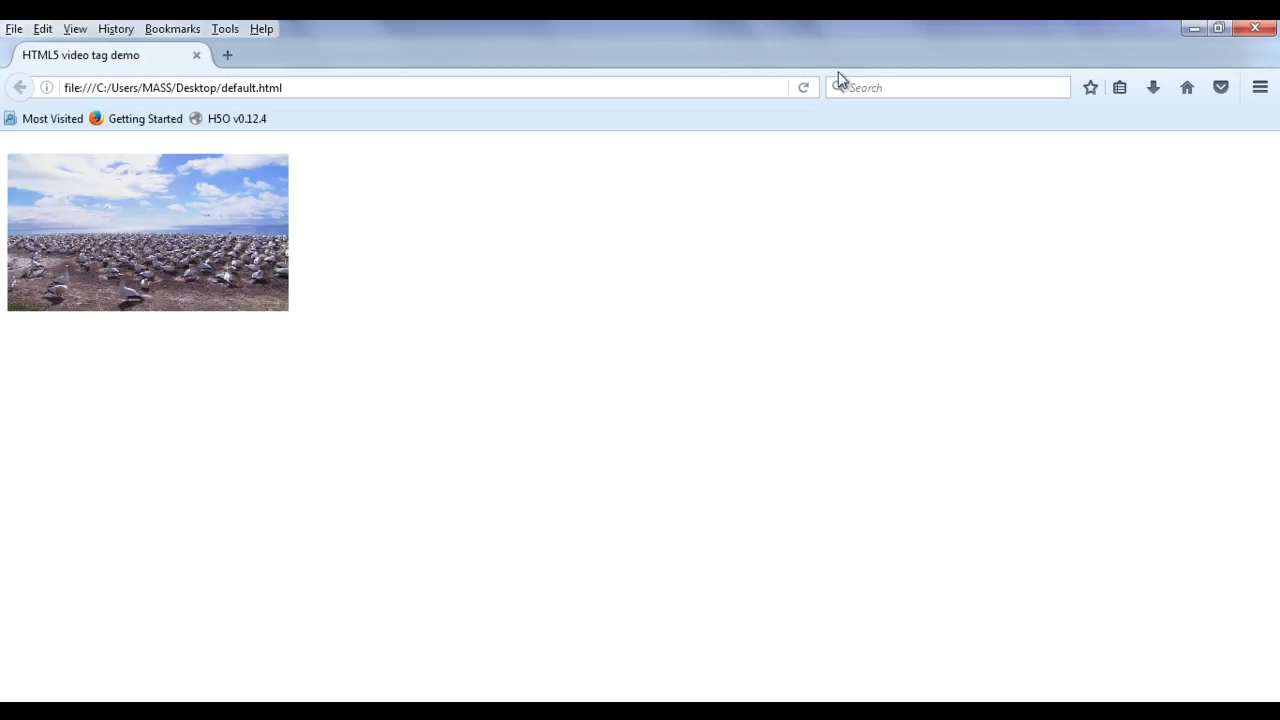 File Edit View History Bookmarks Tools Help
HTML5 video tag demo
file:///C:/Users/MASS/Desktop/default.html Search
Most Visited Getting Started H5O v0.12.4